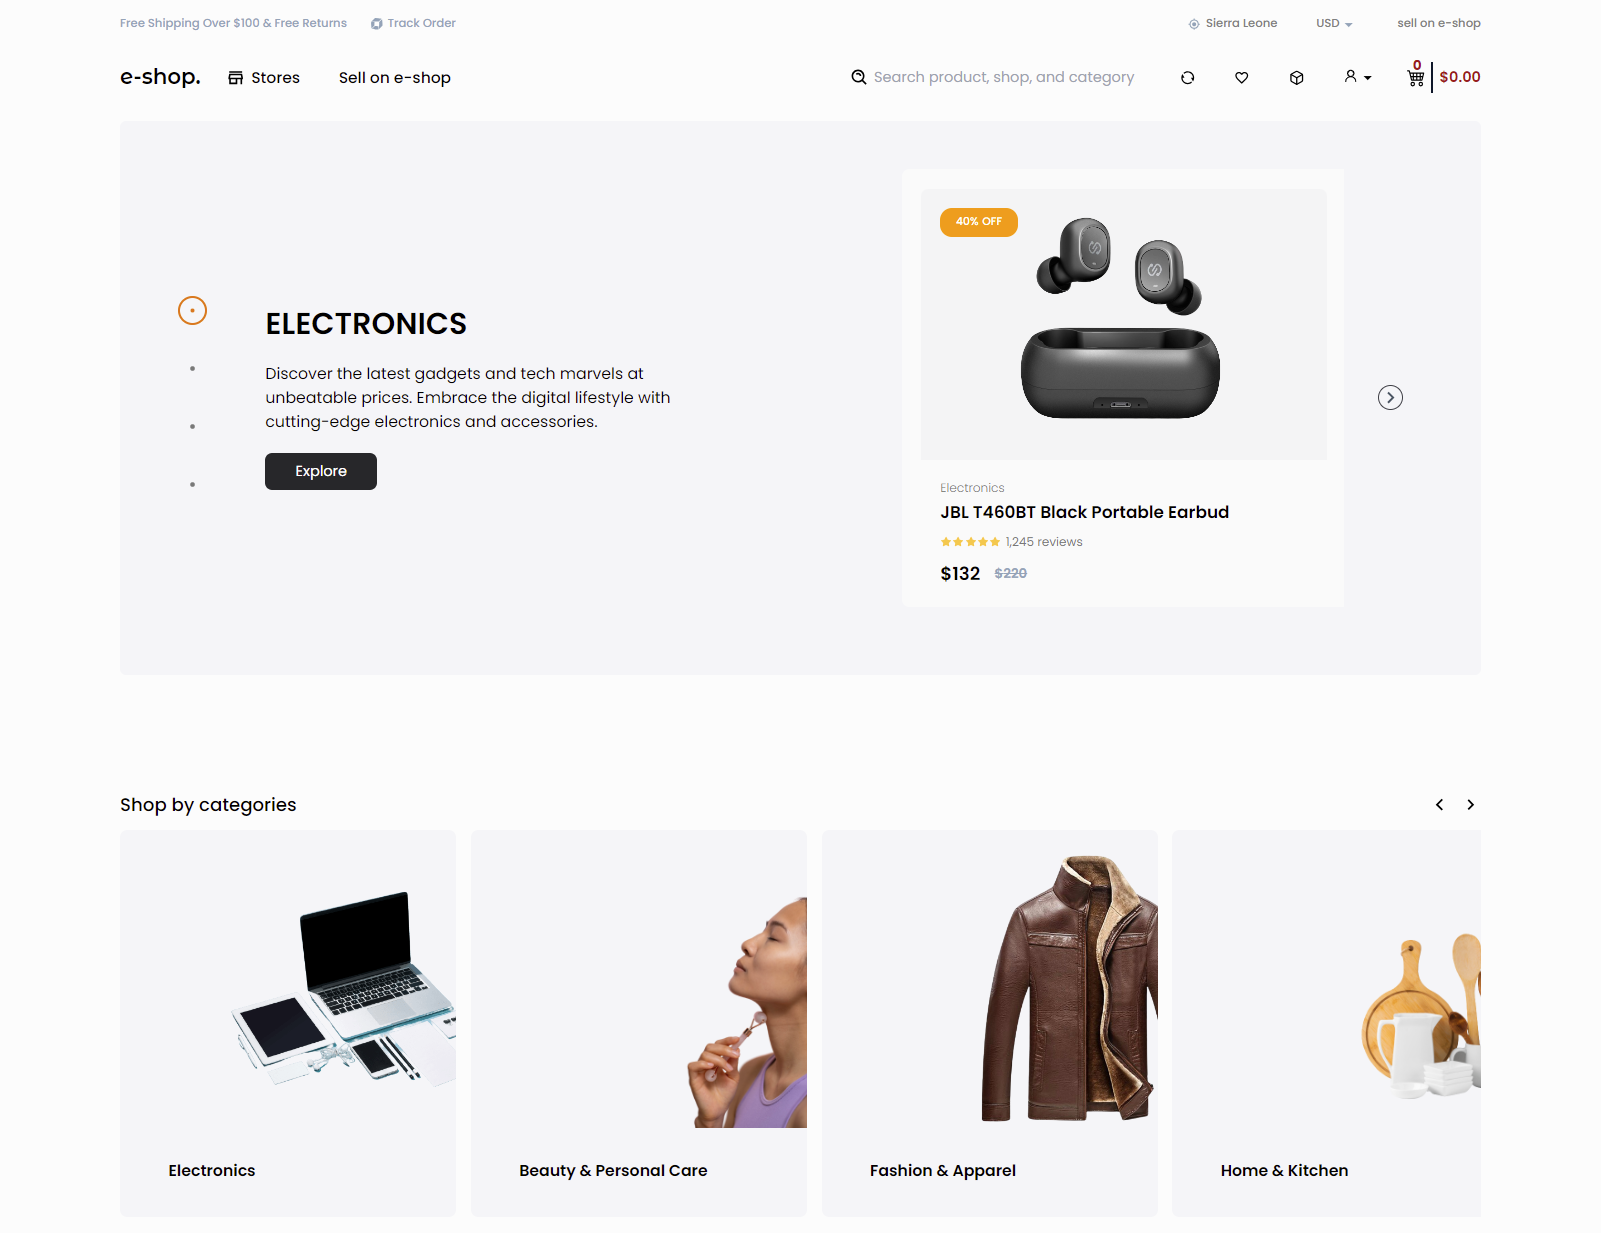 Free Shipping Over $100 & Free Returns
Track Order
Sierra Leone
USD
sell on e-shop
e-shop.
Stores
Sell on e-shop
Search product, shop, and category
0
$0.00
40% OFF
ELECTRONICS
Discover the latest gadgets and tech marvels at
unbeatable prices. Embrace the digital lifestyle with
cutting-edge electronics and accessories.
Explore
Electronics
JBL T460BT Black Portable Earbud
1,245 reviews
$132 $220
Shop by categories
Electronics
Beauty & Personal Care
Fashion & Apparel
Home & Kitchen